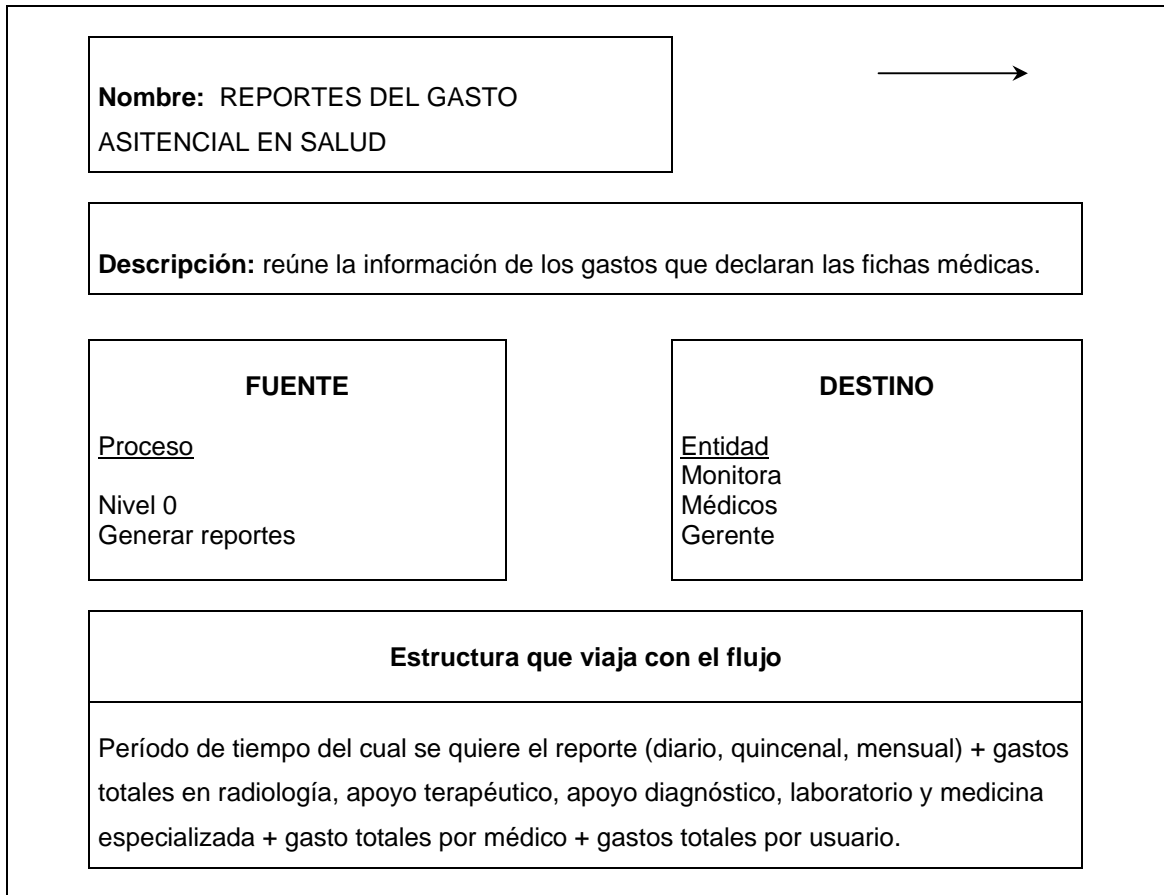 Nombre: REPORTES DEL GASTO
ASITENCIAL EN SALUD
Descripción: reúne la información de los gastos que declaran las fichas médicas.
FUENTE
Proceso
Nivel 0
Generar reportes
DESTINO
Entidad
Monitora
Médicos
Gerente
Estructura que viaja con el flujo
Período de tiempo del cual se quiere el reporte (diario, quincenal, mensual) + gastos
totales en radiología, apoyo terapéutico, apoyo diagnóstico, laboratorio y medicina
especializada + gasto totales por médico + gastos totales por usuario.